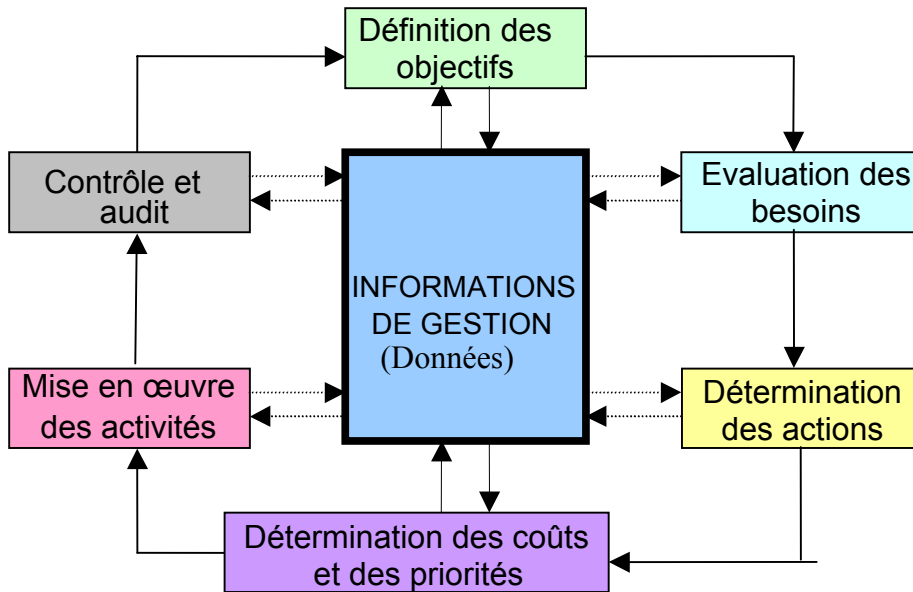 Définition des
objectifs
Contrôle et
audit
Evaluation des
besoins
INFORMATIONS
DE GESTION
(Données)
Mise en œuvre
des activités
Détermination
des actions
Détermination des coûts
et des priorités